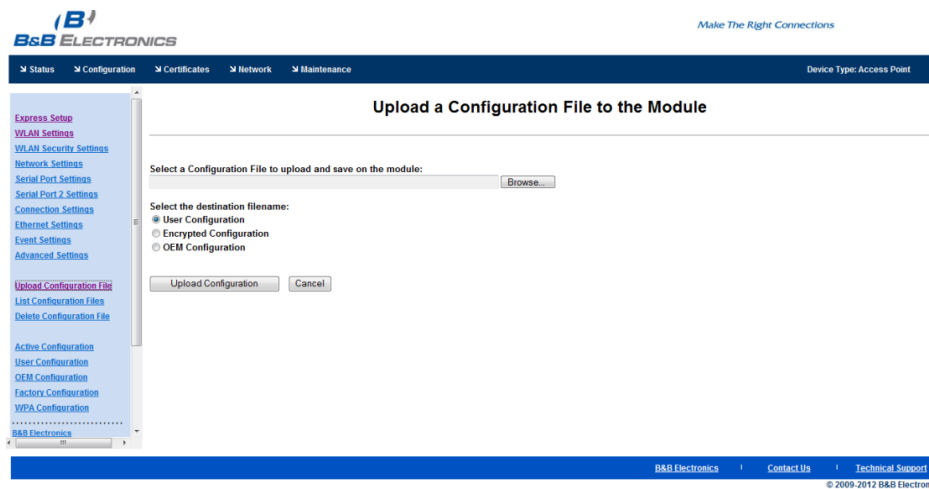 B&B ELECTRONICS
Make The Right Connections
Status Configuration Certificates Network Maintenance
Device Type: Access Point
Express Setup
WLAN Settings
WLAN Security Settings
Network Settings
Serial Port Settings
Serial Port 2 Settings
Connection Settings
Ethernet Settings
Event Settings
Advanced Settings
Upload Configuration File
List Configuration Files
Delete Configuration File
Active Configuration
User Configuration
OEM Configuration
Factory Configuration
WPA Configuration
B&B Electronics
Upload a Configuration File to the Module
Select a Configuration File to upload and save on the module:
Browse...
Select the destination filename:
User Configuration
Encrypted Configuration
OEM Configuration
Upload Configuration Cancel
B&B Electronics | Contact Us | Technical Support
© 2009-2012 B&B Electron